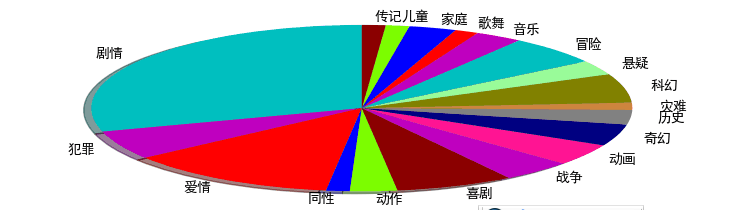 传记
儿童
家庭
歌舞
音乐
剧情
冒险
悬疑
科幻
灾难
历史
奇幻
犯罪
动画
战争
爱情
喜剧
同性
动作